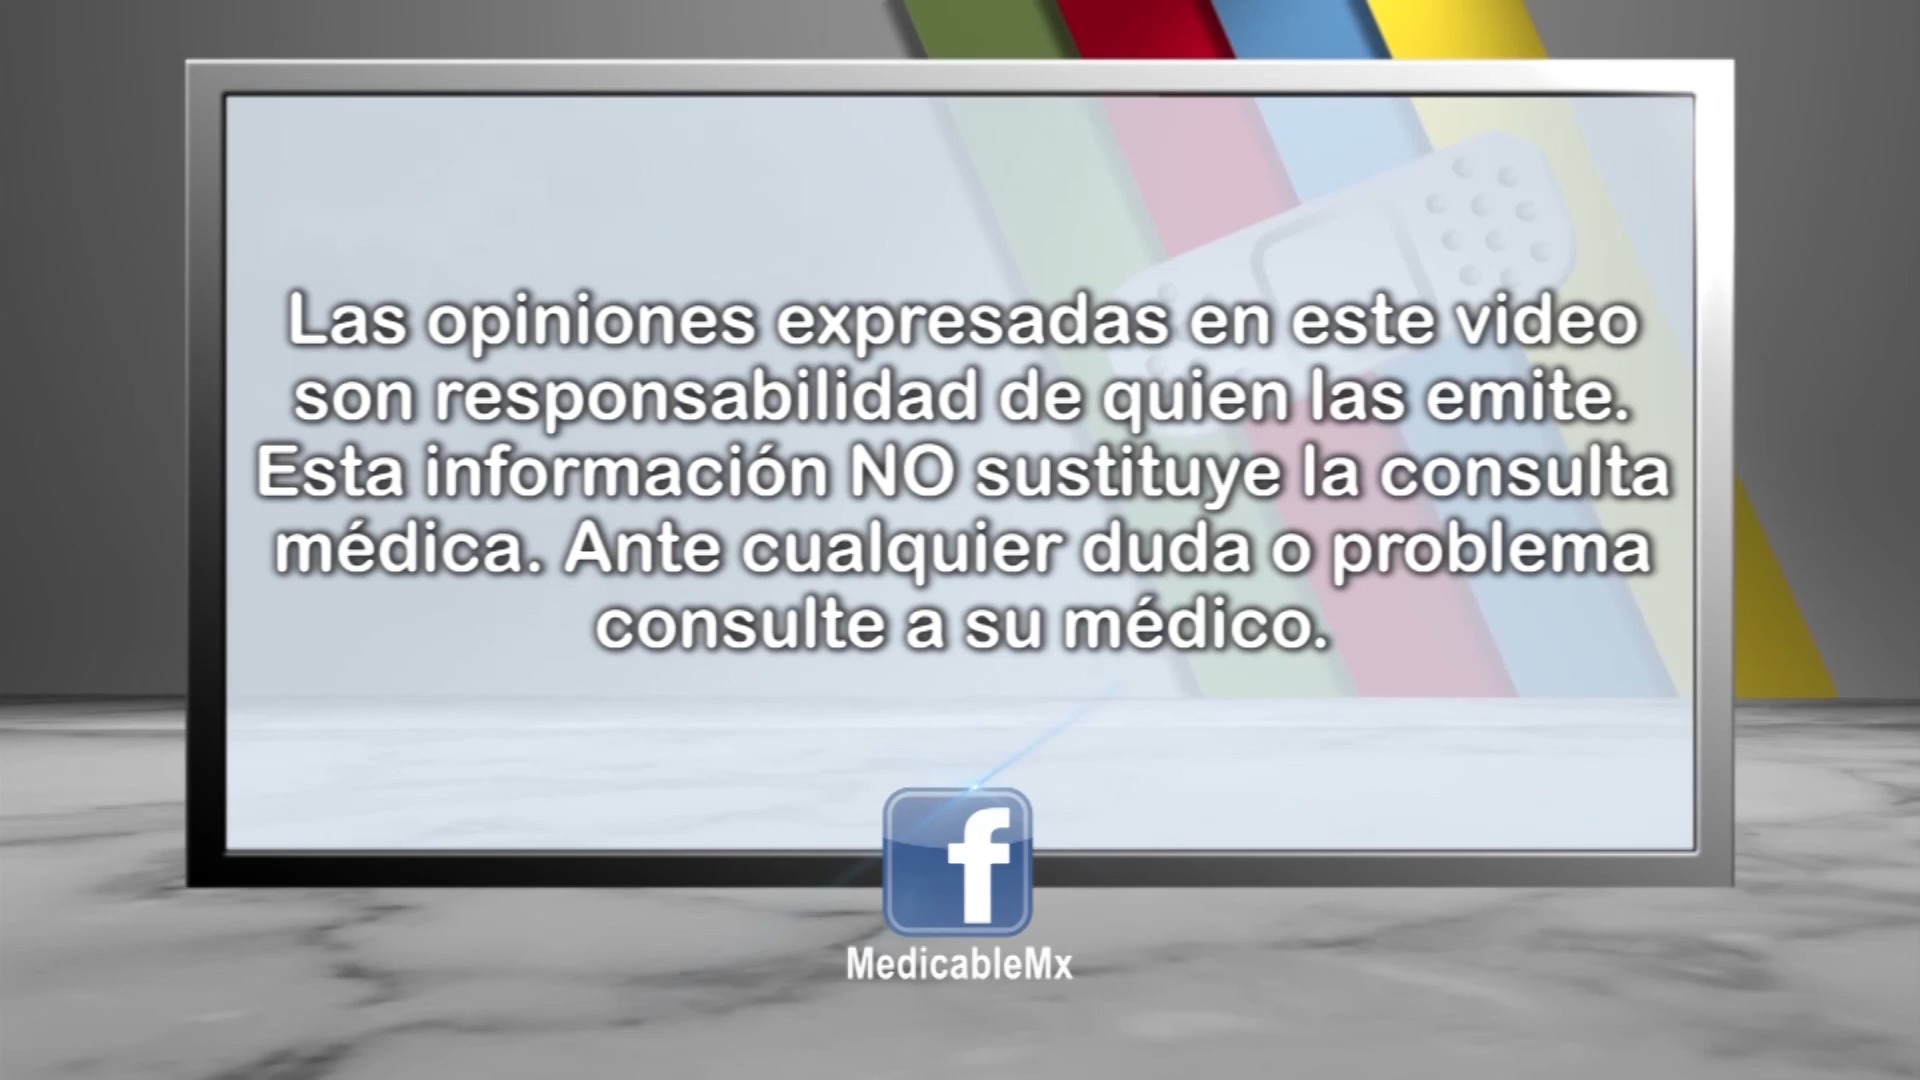 Las opiniones expresadas en este video
son responsabilidad de quien las emite.
Esta información NO sustituye la consulta
médica. Ante cualquier duda o problema
consulte a su médico.
f
MedicableMx